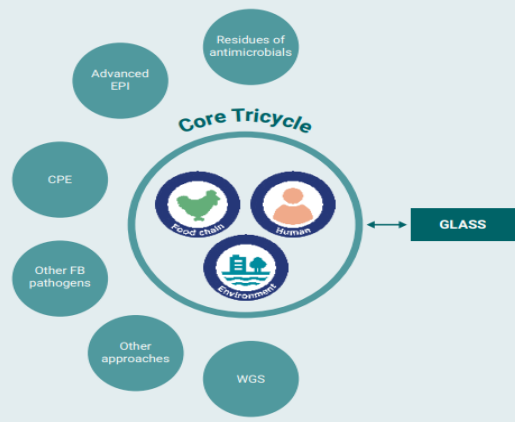 Residues of
antimicrobials
Advanced
EPI
Core Tricycle
CPE
Food chain
Human
GLASS
Environment
Other FB
pathogens
Other
approaches
WGS